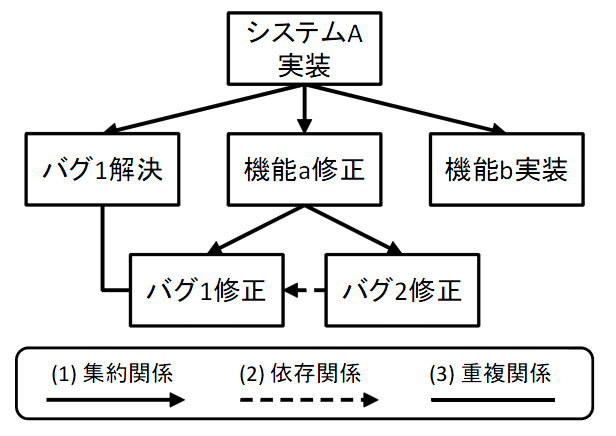 システムA
実装
バグ1解決
機能a修正
機能b実装
バグ1修正
バグ2修正
(1) 集約関係
(2) 依存関係
(3) 重複関係